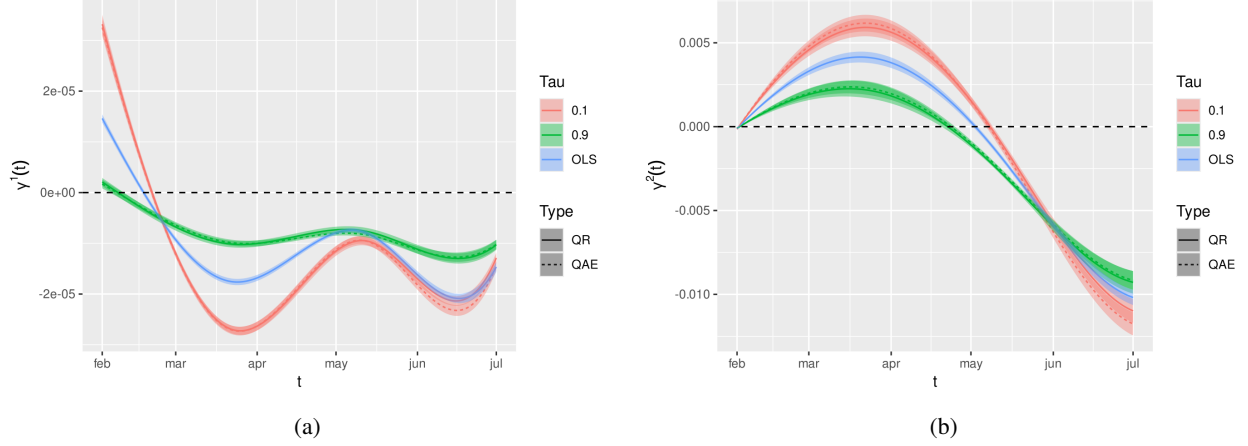 2e-05
0e+00
-2e-05
γ¹(t)
feb mar apr may jun jul
t
Tau
0.1
0.9
OLS
Type
QR
QAE
(a)
0.005
0.000
-0.005
-0.010
γ²(t)
feb mar apr may jun jul
t
Tau
0.1
0.9
OLS
Type
QR
QAE
(b)